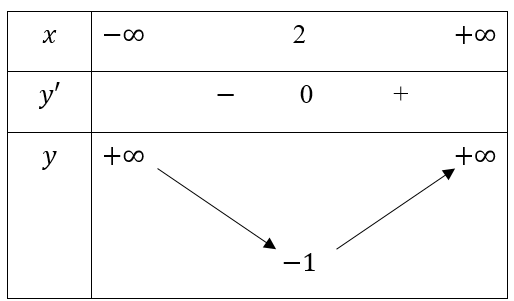 x −∞ 2 +∞
y′ − 0 +
y +∞ +∞
−1